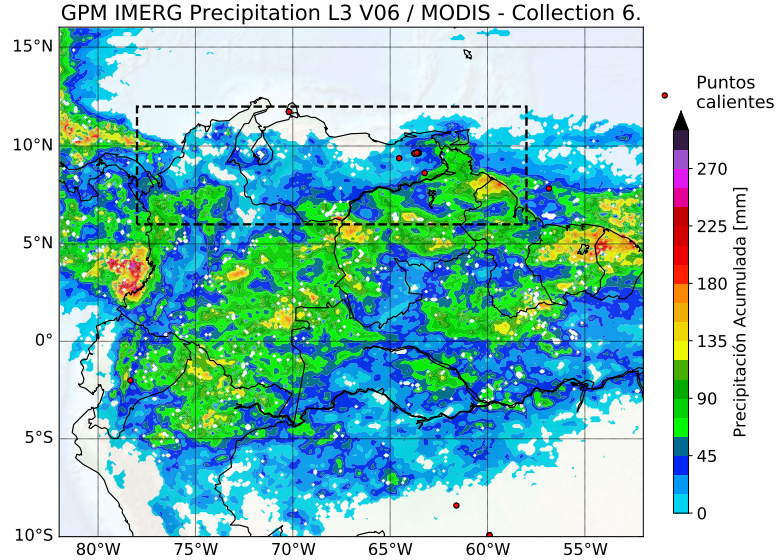 GPM IMERG Precipitation L3 V06 / MODIS - Collection 6.
15°N
10°N
5°N
0°
5°S
10°S
80°W
75°W
70°W
65°W
60°W
55°W
Puntos
calientes
270
225
180
135
90
45
0
Precipitación Acumulada [mm]